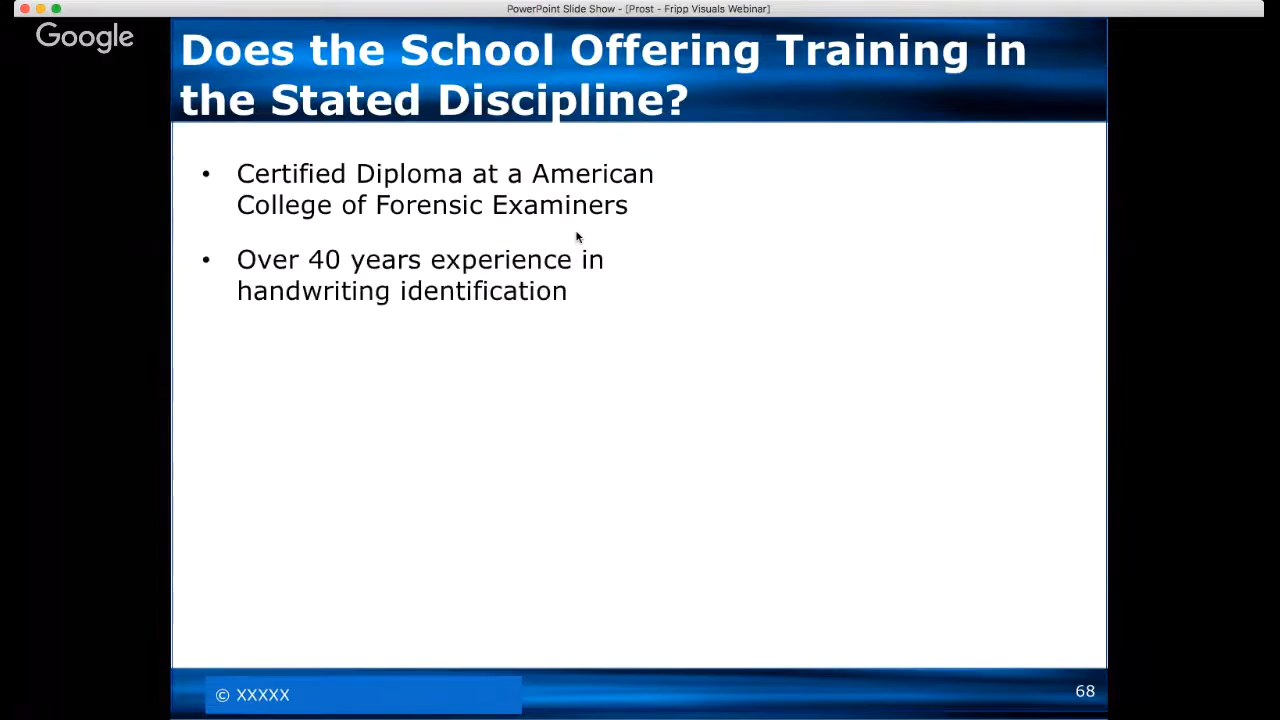 PowerPoint Slide Show - [Prost - Fripp Visuals Webinar]
Google
Does the School Offering Training in
the Stated Discipline?
• Certified Diploma at a American
College of Forensic Examiners
• Over 40 years experience in
handwriting identification
© XXXXX
68